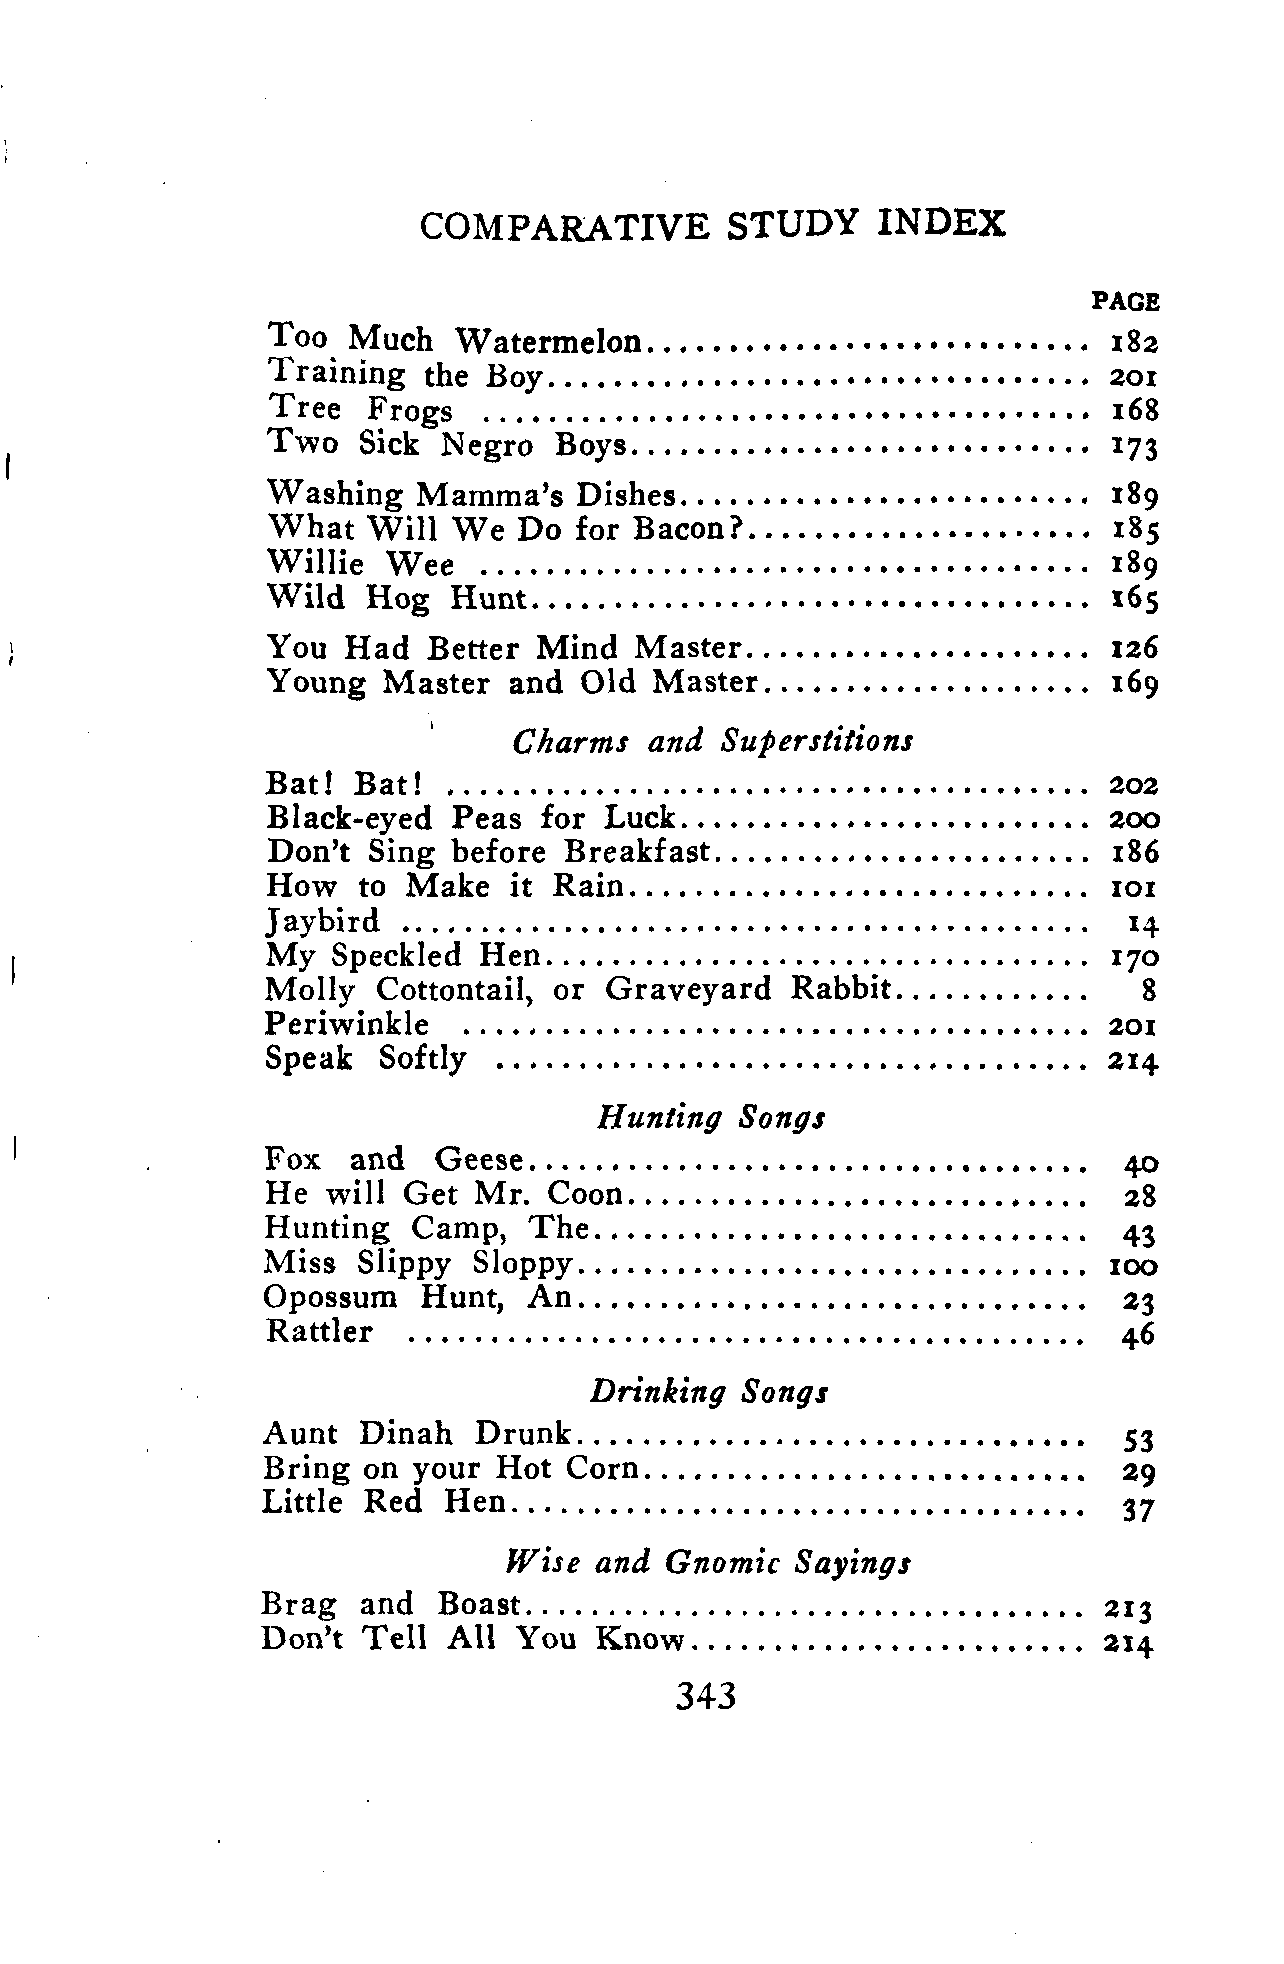 COMPARATIVE STUDY INDEX
PAGE
Too Much Watermelon........................... 182
Training the Boy................................. 201
Tree Frogs ..................................... 168
Two Sick Negro Boys............................ 173
Washing Mamma's Dishes......................... 189
What Will We Do for Bacon?..................... 185
Willie Wee ..................................... 189
Wild Hog Hunt.................................. 165
You Had Better Mind Master..................... 126
Young Master and Old Master.................... 169
Charms and Superstitions
Bat! Bat! ....................................... 202
Black-eyed Peas for Luck......................... 200
Don't Sing before Breakfast....................... 186
How to Make it Rain............................ 101
Jaybird .......................................... 14
My Speckled Hen................................. 170
Molly Cottontail, or Graveyard Rabbit............ 8
Periwinkle ...................................... 201
Speak Softly .................................... 214
Hunting Songs
Fox and Geese.................................. 40
He will Get Mr. Coon............................ 28
Hunting Camp, The.............................. 43
Miss Slippy Sloppy............................... 100
Opossum Hunt, An............................... 23
Rattler ......................................... 46
Drinking Songs
Aunt Dinah Drunk............................... 53
Bring on your Hot Corn........................... 29
Little Red Hen................................... 37
Wise and Gnomic Sayings
Brag and Boast.................................. 213
Don't Tell All You Know........................ 214
343